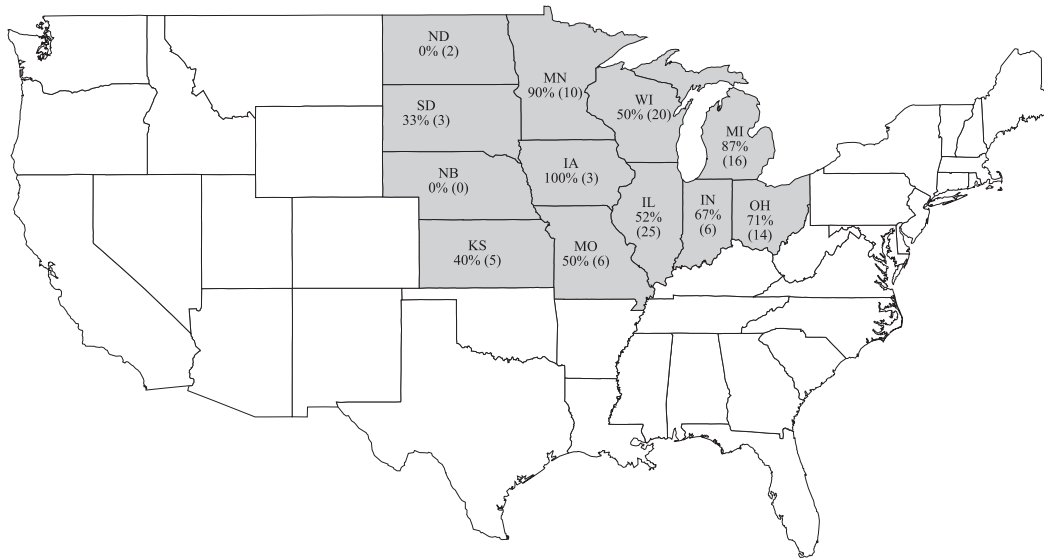 ND
0% (2)
MN
90% (10)
SD
33% (3)
WI
50% (20)
MI
87%
(16)
NB
0% (0)
IA
100% (3)
IL
52%
(25)
IN
67%
(6)
OH
71%
(14)
KS
40% (5)
MO
50% (6)